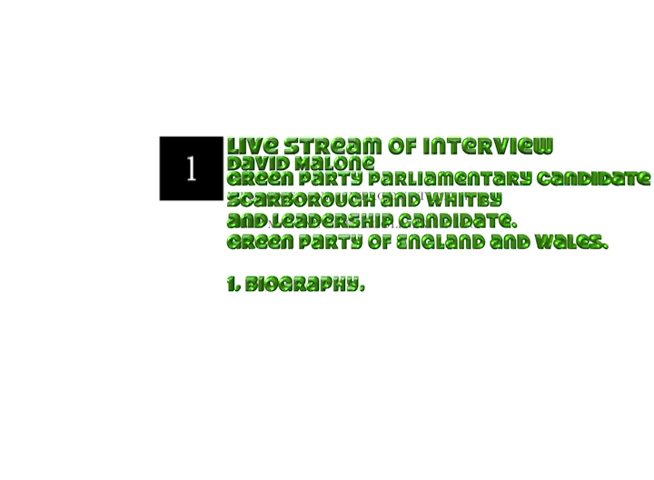 1
LIVE STREAM OF INTERVIEW
DAVID MALONE
GREEN PARTY PARLIAMENTARY CANDIDATE
SCARBOROUGH AND WHITBY
AND LEADERSHIP CANDIDATE.
GREEN PARTY OF ENGLAND AND WALES.
1. BIOGRAPHY.